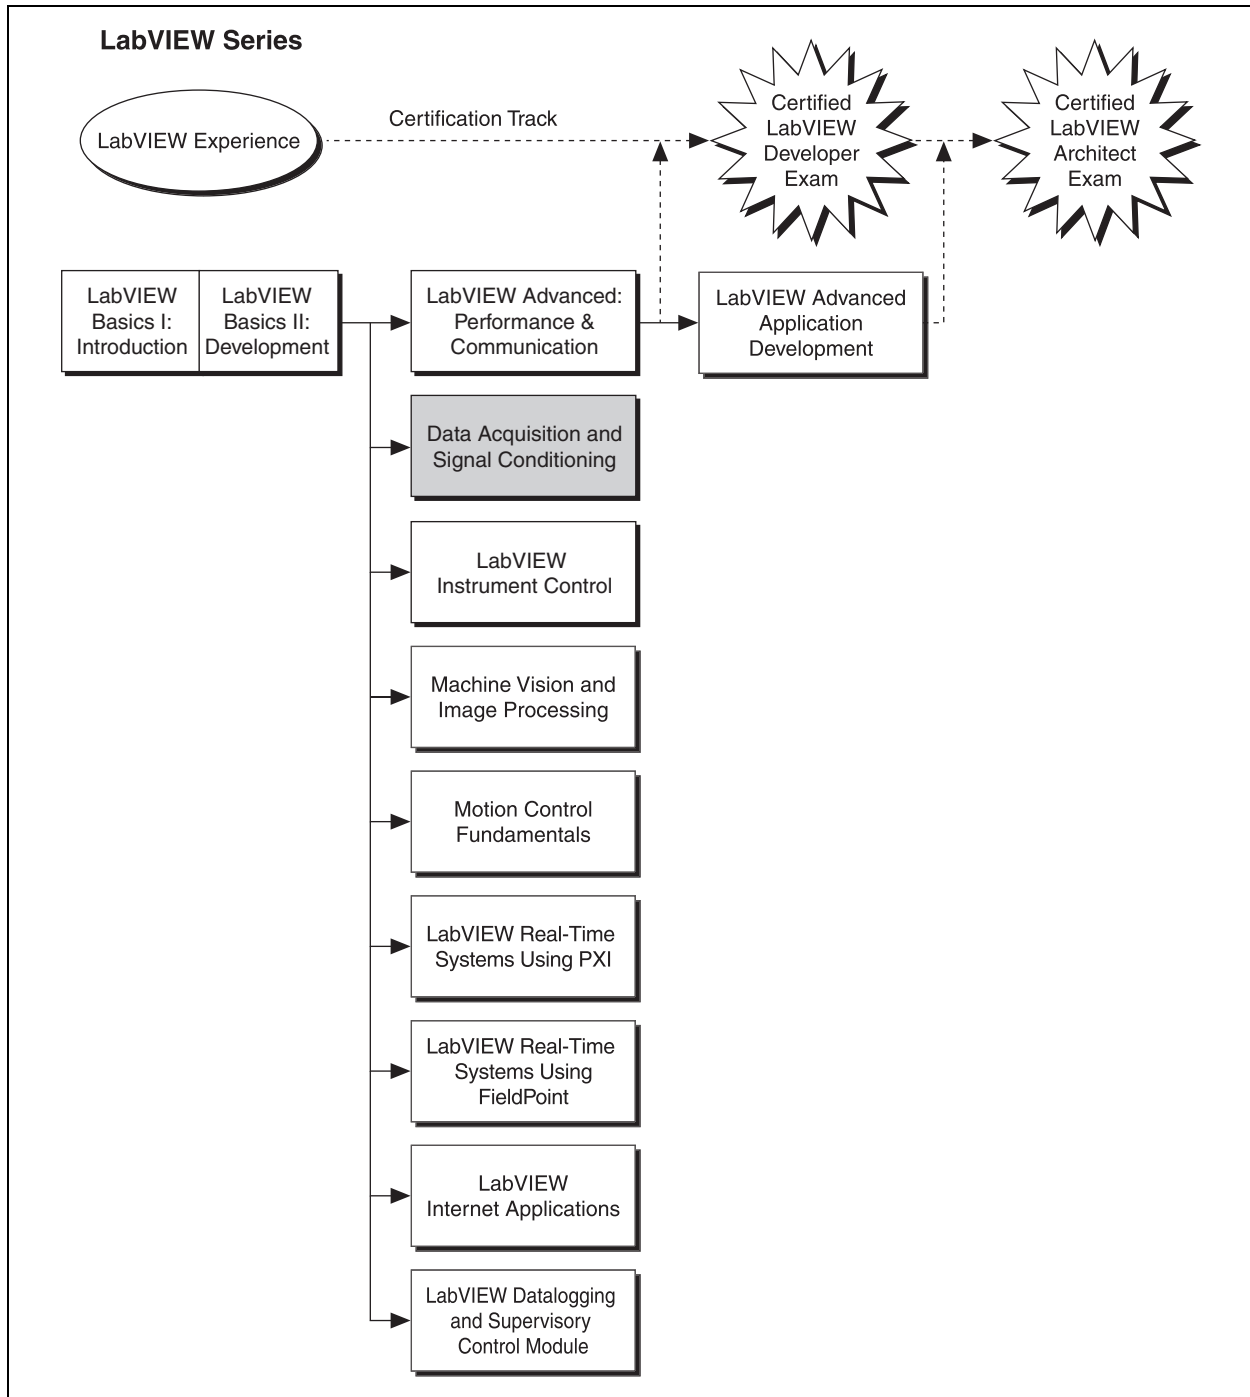 LabVIEW Series
LabVIEW Experience
Certification Track
Certified
LabVIEW
Developer
Exam
Certified
LabVIEW
Architect
Exam
LabVIEW
Basics I:
Introduction
LabVIEW
Basics II:
Development
LabVIEW Advanced:
Performance &
Communication
LabVIEW Advanced
Application
Development
Data Acquisition and
Signal Conditioning
LabVIEW
Instrument Control
Machine Vision and
Image Processing
Motion Control
Fundamentals
LabVIEW Real-Time
Systems Using PXI
LabVIEW Real-Time
Systems Using
FieldPoint
LabVIEW
Internet Applications
LabVIEW Datalogging
and Supervisory
Control Module